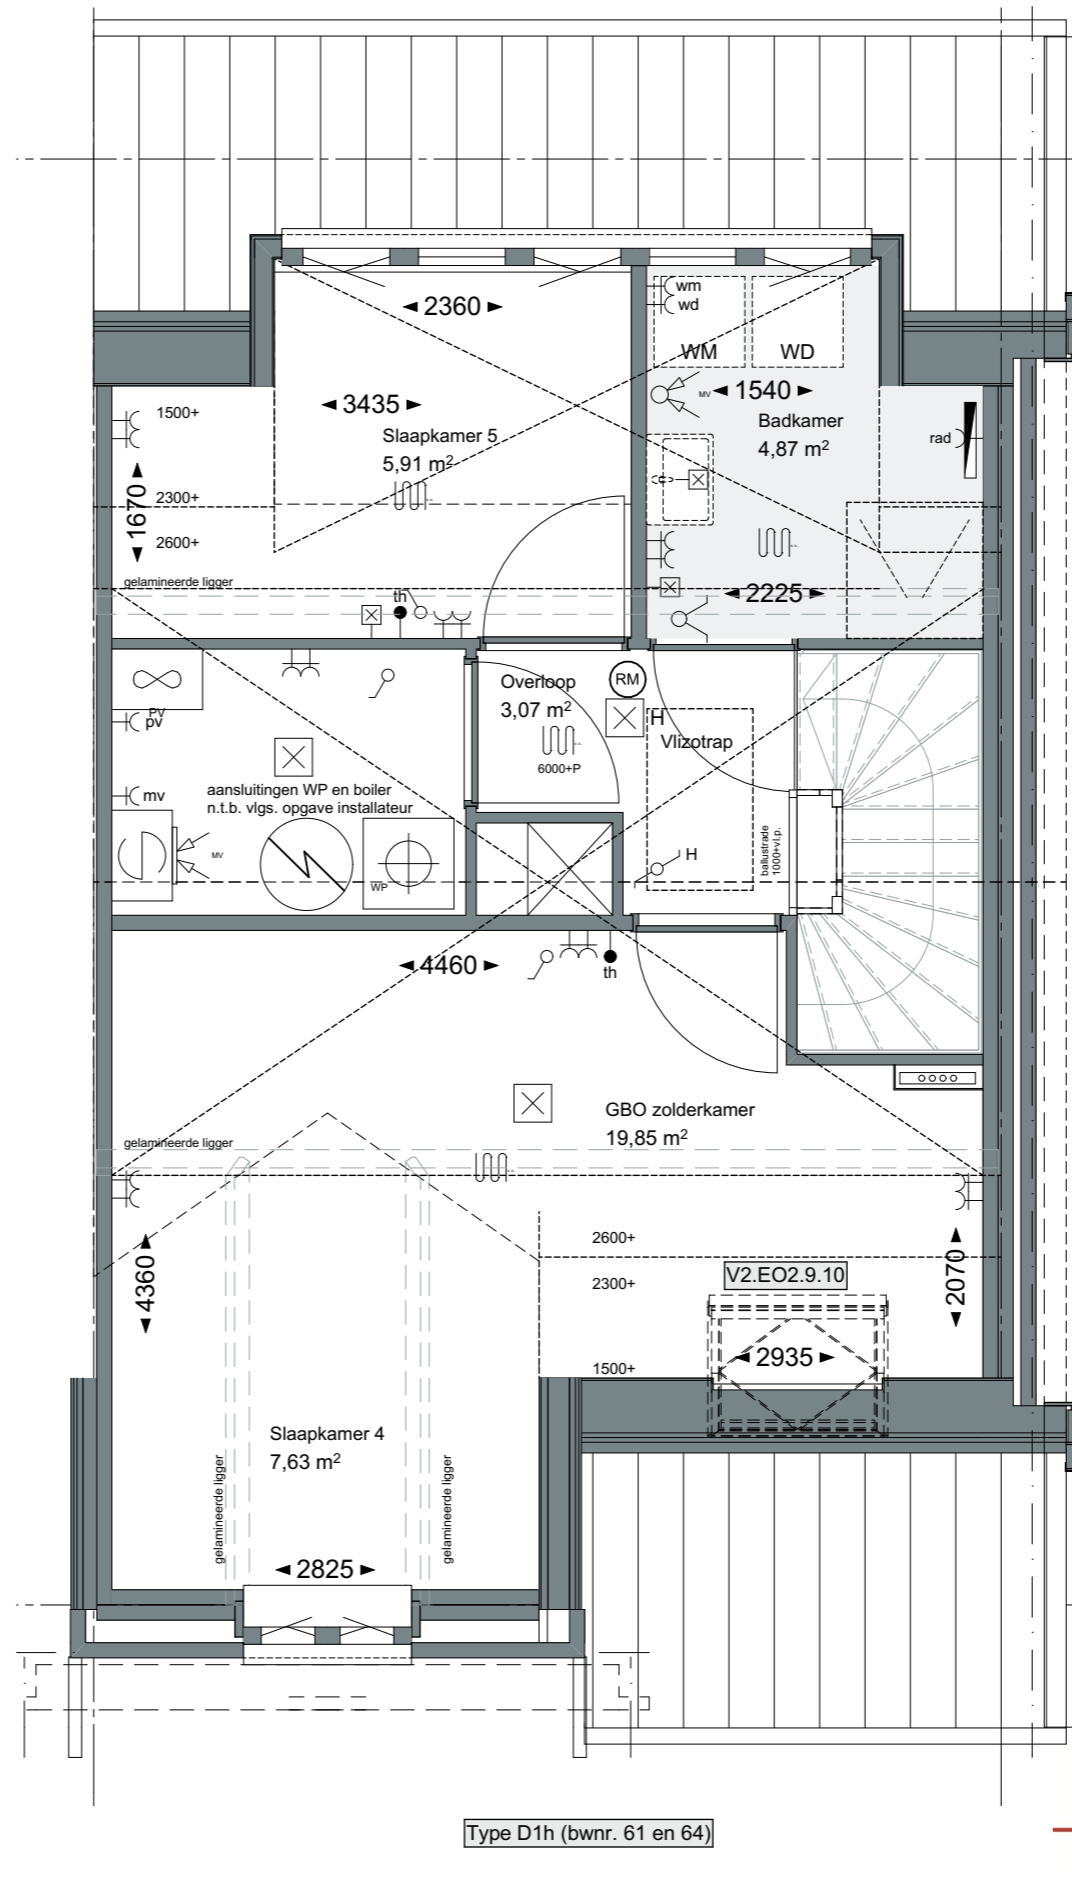 wm
wd
2360
WM
WD
MV
1540
3435
1500+
Slaapkamer 5
5,91 m²
Badkamer
4,87 m²
rad
1670
2300+
2600+
gelamineerde ligger
th
2225
Overloop
3,07 m²
RM
H
Vlizotrap
6000+P
PV
pv
mv
aansluitingen WP en boiler
n.t.b. vlgs. opgave installateur
MV
WP
H
ballustrade
1000+vl.p.
4460
th
GBO zolderkamer
19,85 m²
gelamineerde ligger
4360
2600+
2300+
V2.EO2.9.10
2070
2935
1500+
Slaapkamer 4
7,63 m²
gelamineerde ligger
gelamineerde ligger
2825
Type D1h (bwnr. 61 en 64)